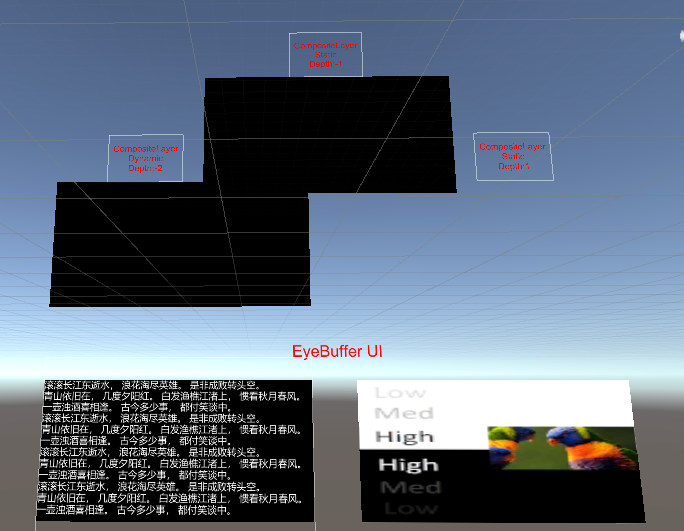 CompositeLayer
Static
CompositeLayer
Dynamic
Depth:-2
CompositeLayer
Static
EyeBuffer UI
滚滚长江东逝水， 浪花淘尽英雄。 是非成败转头空。
青山依旧在， 几度夕阳红。 白发渔樵江渚上， 惯看秋月春风。
一壶浊酒喜相逢。 古今多少事， 都付笑谈中。
滚滚长江东逝水， 浪花淘尽英雄。 是非成败转头空。
青山依旧在， 几度夕阳红。 白发渔樵江渚上， 惯看秋月春风。
一壶浊酒喜相逢。 古今多少事， 都付笑谈中。
滚滚长江东逝水， 浪花淘尽英雄。 是非成败转头空。
青山依旧在， 几度夕阳红。 白发渔樵江渚上， 惯看秋月春风。
一壶浊酒喜相逢。 古今多少事， 都付笑谈中。
滚滚长江东逝水， 浪花淘尽英雄。 是非成败转头空。
青山依旧在， 几度夕阳红。 白发渔樵江渚上， 惯看秋月春风。
一壶浊酒喜相逢。 古今多少事， 都付笑谈中。
Low
Med
High
High
Med
Low